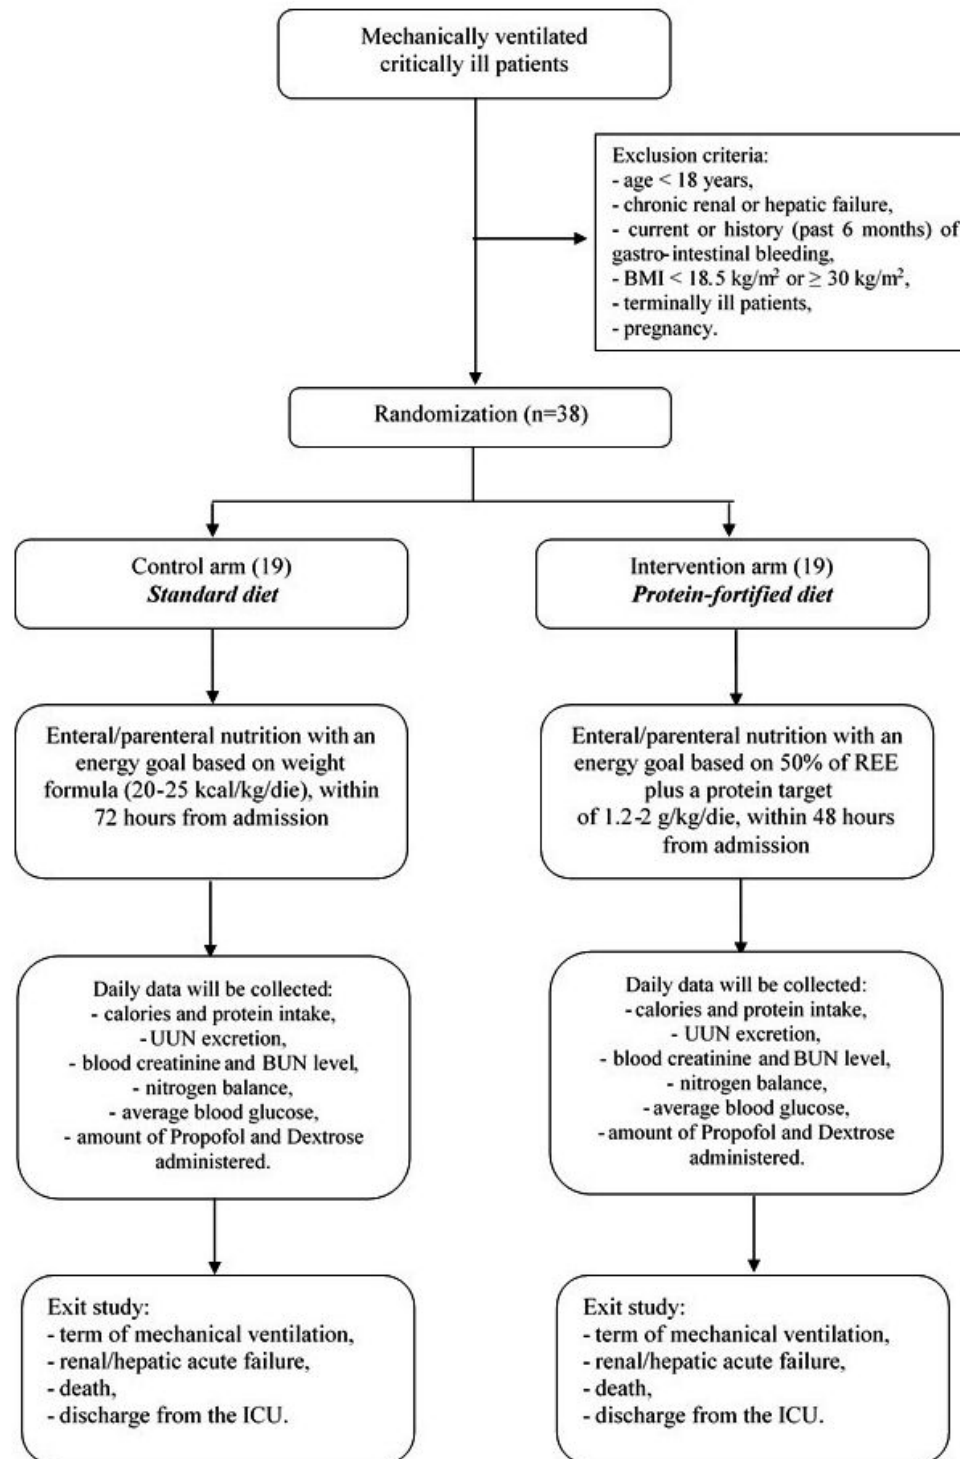 Mechanically ventilated
critically ill patients
Exclusion criteria:
- age < 18 years,
- chronic renal or hepatic failure,
- current or history (past 6 months) of
gastro-intestinal bleeding,
- BMI < 18.5 kg/m² or ≥ 30 kg/m²,
- terminally ill patients,
- pregnancy.
Randomization (n=38)
Control arm (19)
Standard diet
Intervention arm (19)
Protein-fortified diet
Enteral/parenteral nutrition with an
energy goal based on weight
formula (20-25 kcal/kg/die), within
72 hours from admission
Enteral/parenteral nutrition with an
energy goal based on 50% of REE
plus a protein target
of 1.2-2 g/kg/die, within 48 hours
from admission
Daily data will be collected:
- calories and protein intake,
- UUN excretion,
- blood creatinine and BUN level,
- nitrogen balance,
- average blood glucose,
- amount of Propofol and Dextrose
administered.
Daily data will be collected:
- calories and protein intake,
- UUN excretion,
- blood creatinine and BUN level,
- nitrogen balance,
- average blood glucose,
- amount of Propofol and Dextrose
administered.
Exit study:
- term of mechanical ventilation,
- renal/hepatic acute failure,
- death,
- discharge from the ICU.
Exit study:
- term of mechanical ventilation,
- renal/hepatic acute failure,
- death,
- discharge from the ICU.